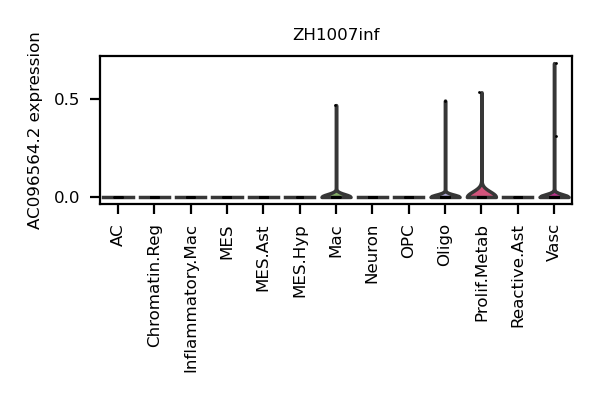 ZH1007inf
AC096564.2 expression
0.5
0.0
AC
Chromatin.Reg
Inflammatory.Mac
MES
MES.Ast
MES.Hyp
Mac
Neuron
OPC
Oligo
Prolif.Metab
Reactive.Ast
Vasc